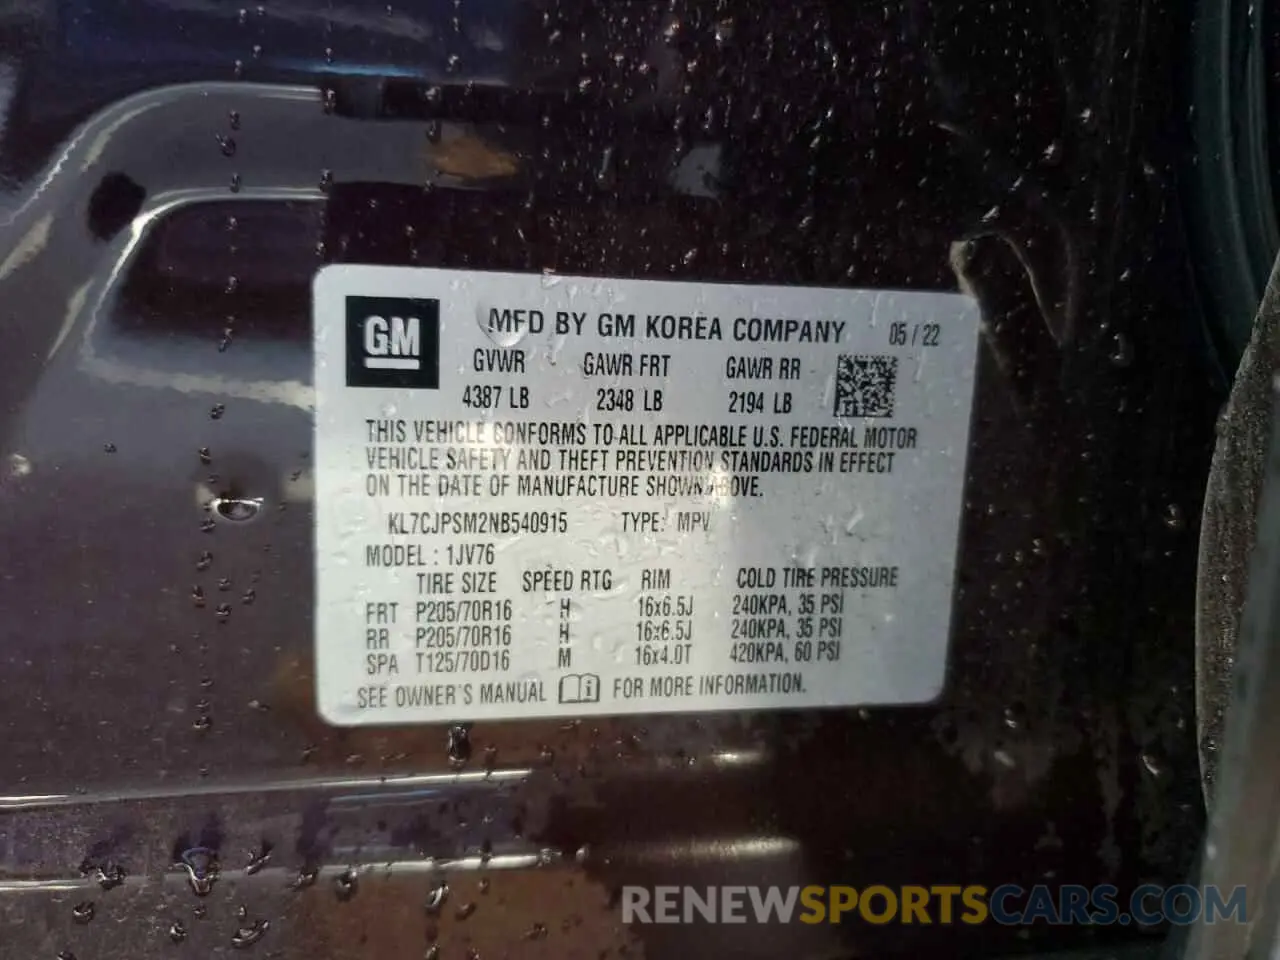 GM
MFD BY GM KOREA COMPANY 05 / 22
GVWR GAWR FRT GAWR RR
4387 LB 2348 LB 2194 LB
THIS VEHICLE CONFORMS TO ALL APPLICABLE U.S. FEDERAL MOTOR
VEHICLE SAFETY AND THEFT PREVENTION STANDARDS IN EFFECT
ON THE DATE OF MANUFACTURE SHOWN ABOVE.
KL7CJPSM2NB540915 TYPE: MPV
MODEL : 1JV76
TIRE SIZE SPEED RTG RIM COLD TIRE PRESSURE
FRT P205/70R16 H 16x6.5J 240KPA, 35 PSI
RR P205/70R16 H 16x6.5J 240KPA, 35 PSI
SPA T125/70D16 M 16x4.0T 420KPA, 60 PSI
SEE OWNER'S MANUAL i FOR MORE INFORMATION.
RENEWSPORTSCARS.COM